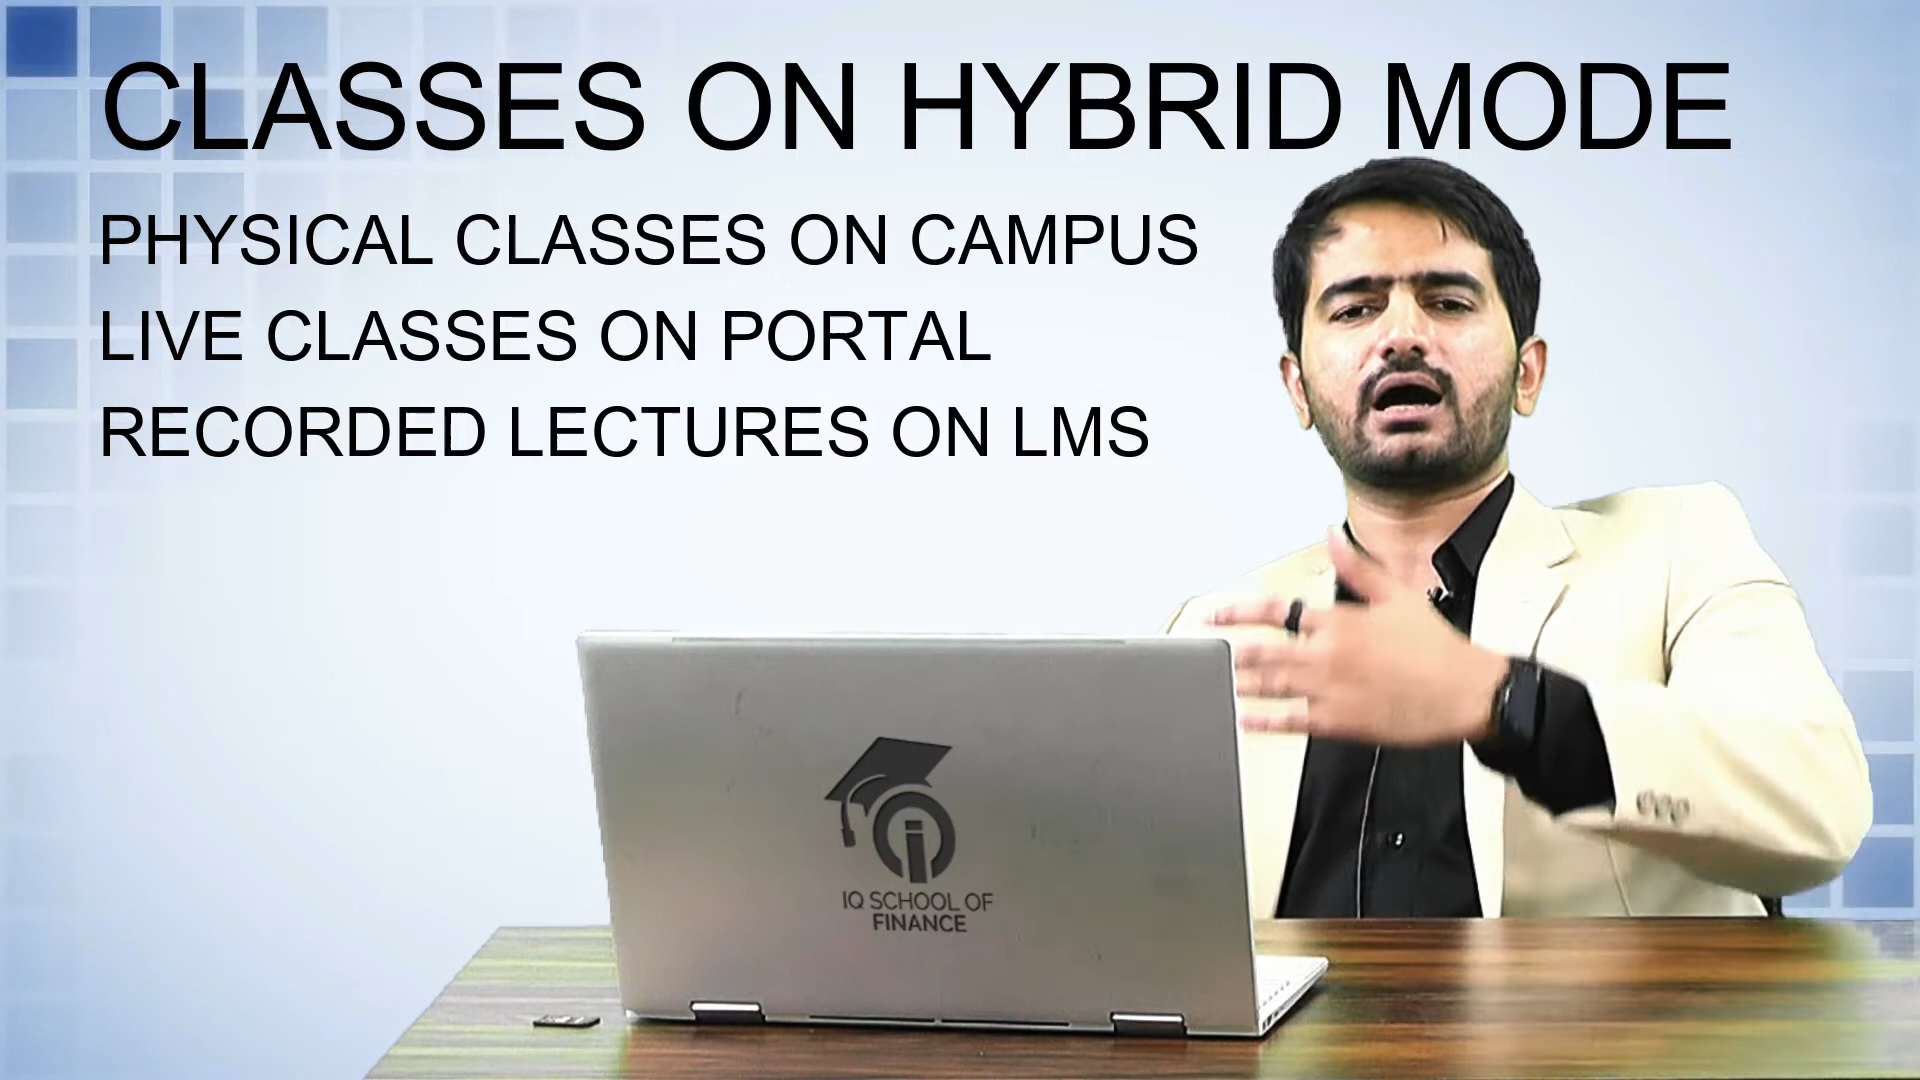 CLASSES ON HYBRID MODE
PHYSICAL CLASSES ON CAMPUS
LIVE CLASSES ON PORTAL
RECORDED LECTURES ON LMS
IQ SCHOOL OF
FINANCE